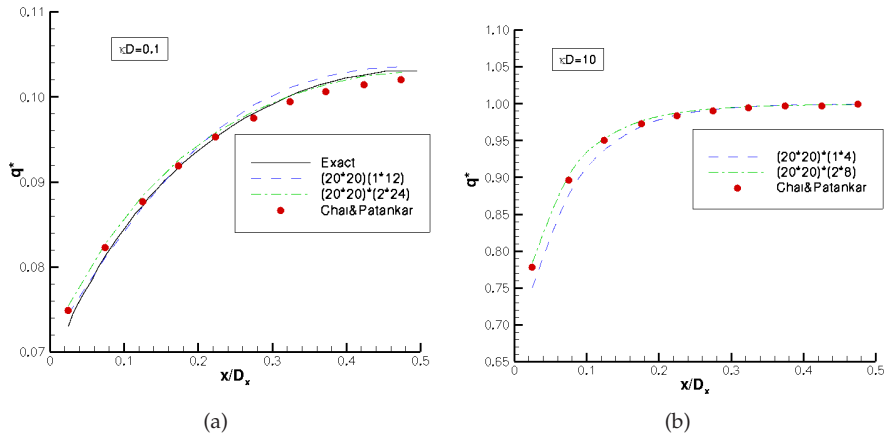 κD=0.1
0.11
0.10
0.09
0.08
0.07
q*
Exact
(20*20)(1*12)
(20*20)*(2*24)
Chai&Patankar
0
0.1
0.2
0.3
0.4
0.5
x/Dₓ
(a)
κD=10
1.10
1.05
1.00
0.95
0.90
0.85
0.80
0.75
0.70
0.65
q*
(20*20)*(1*4)
(20*20)*(2*8)
Chai&Patankar
0
0.1
0.2
0.3
0.4
0.5
x/Dₓ
(b)